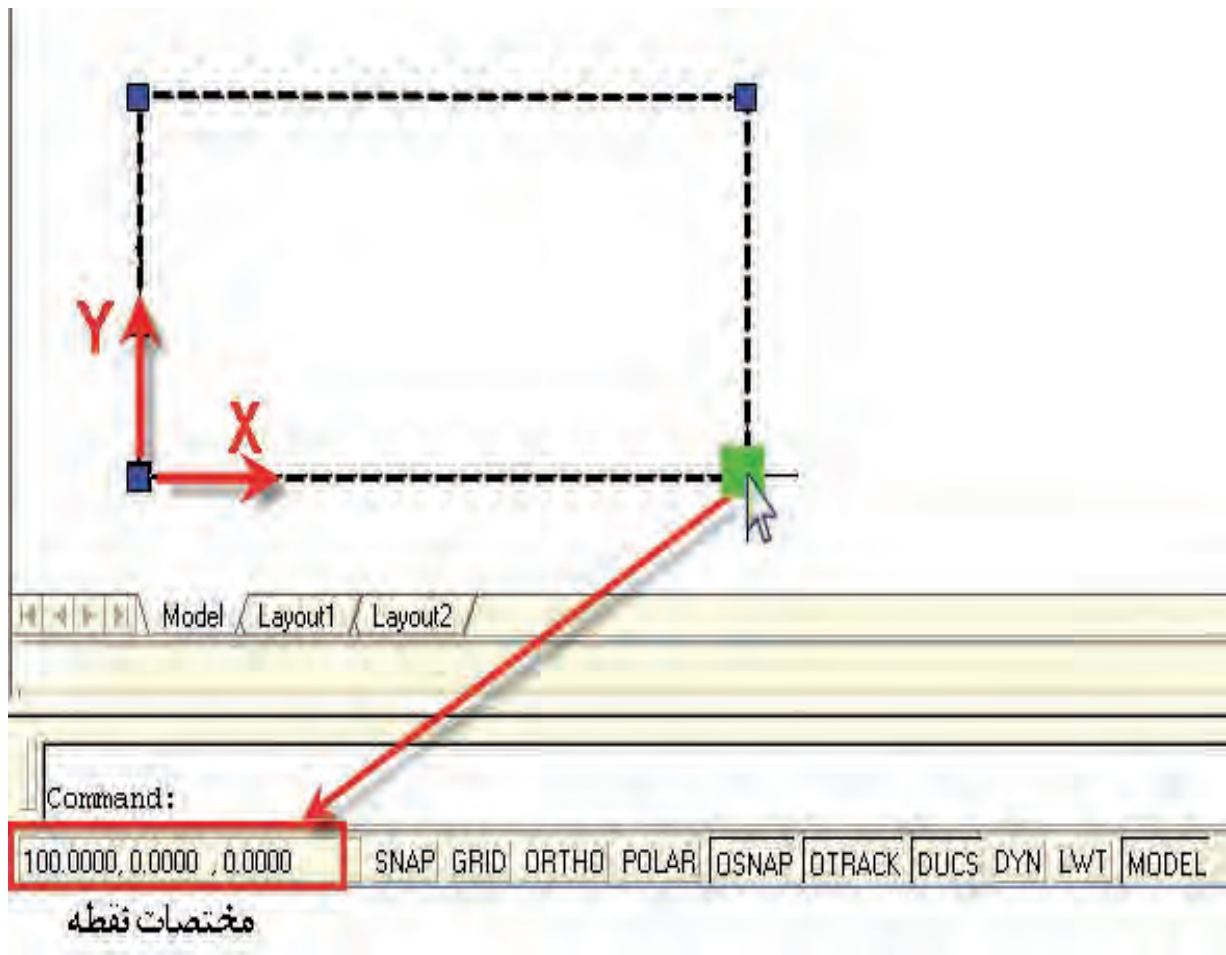 Y
X
Model Layout1 Layout2
Command:
100.0000, 0.0000 , 0.0000 SNAP GRID ORTHO POLAR OSNAP OTRACK DUCS DYN LWT MODEL
مختصات نقطه